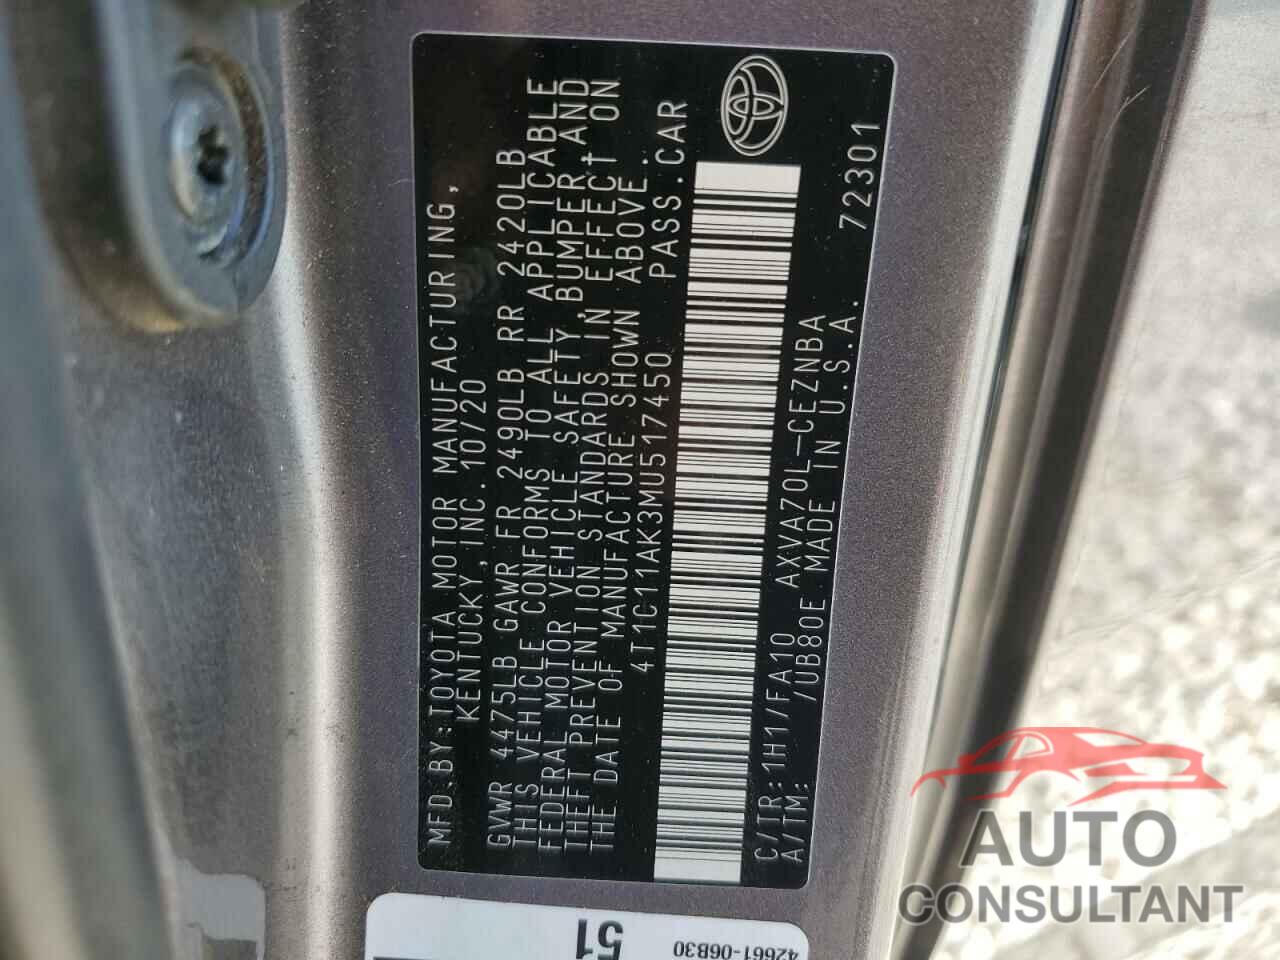 MFD.BY:TOYOTA MOTOR MANUFACTURING,
KENTUCKY, INC. 10/20
GVWR 4475LB GAWR FR 2490LB RR 2420LB
THIS VEHICLE CONFORMS TO ALL APPLICABLE
FEDERAL MOTOR VEHICLE SAFETY, BUMPER, AND
THEFT PREVENTION STANDARDS IN EFFECT ON
THE DATE OF MANUFACTURE SHOWN ABOVE.
4T1C11AK3MU517450 PASS.CAR
C/TR:1H1/FA10 AXVA70L-CEZNBA
A/TM: /UB80E MADE IN U.S.A. 72301
51
42661-06B30
AUTO
CONSULTANT